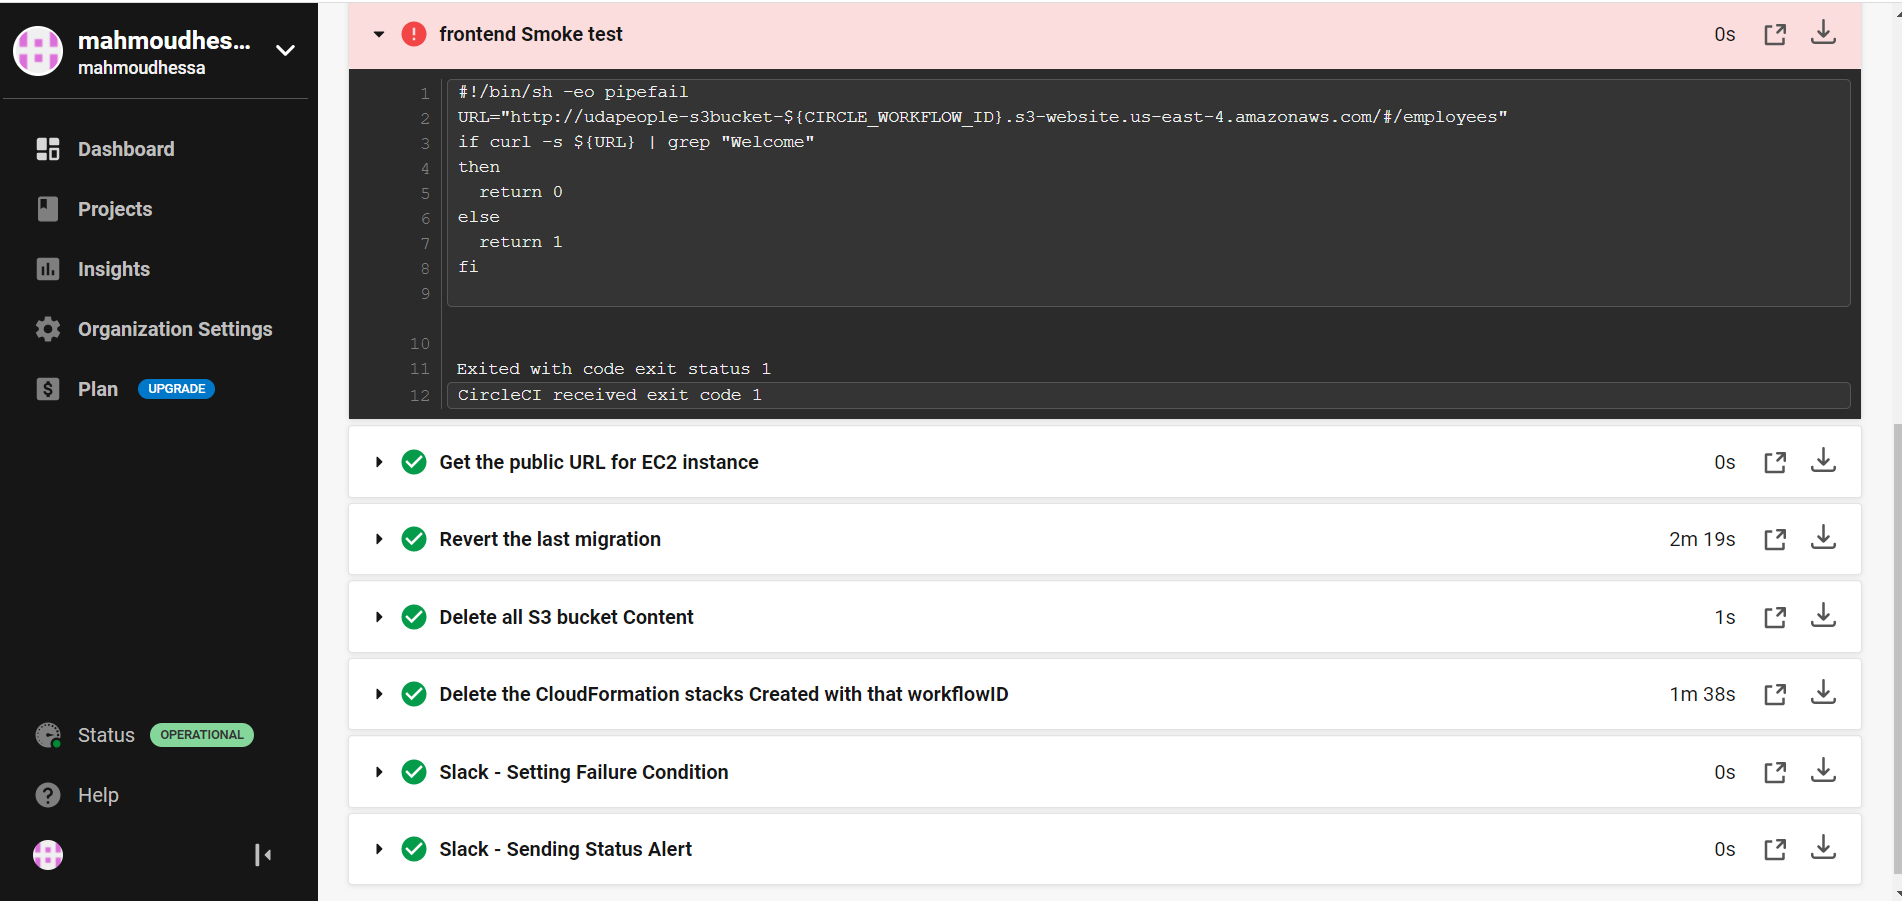 mahmoudhes...
mahmoudhessa
Dashboard
Projects
Insights
Organization Settings
Plan UPGRADE
Status OPERATIONAL
Help
frontend Smoke test 0s
1 #!/bin/sh -eo pipefail
2 URL="http://udapeople-s3bucket-${CIRCLE_WORKFLOW_ID}.s3-website.us-east-4.amazonaws.com/#/employees"
3 if curl -s ${URL} | grep "Welcome"
4 then
5 return 0
6 else
7 return 1
8 fi
9
10
11 Exited with code exit status 1
12 CircleCI received exit code 1
Get the public URL for EC2 instance 0s
Revert the last migration 2m 19s
Delete all S3 bucket Content 1s
Delete the CloudFormation stacks Created with that workflowID 1m 38s
Slack - Setting Failure Condition 0s
Slack - Sending Status Alert 0s